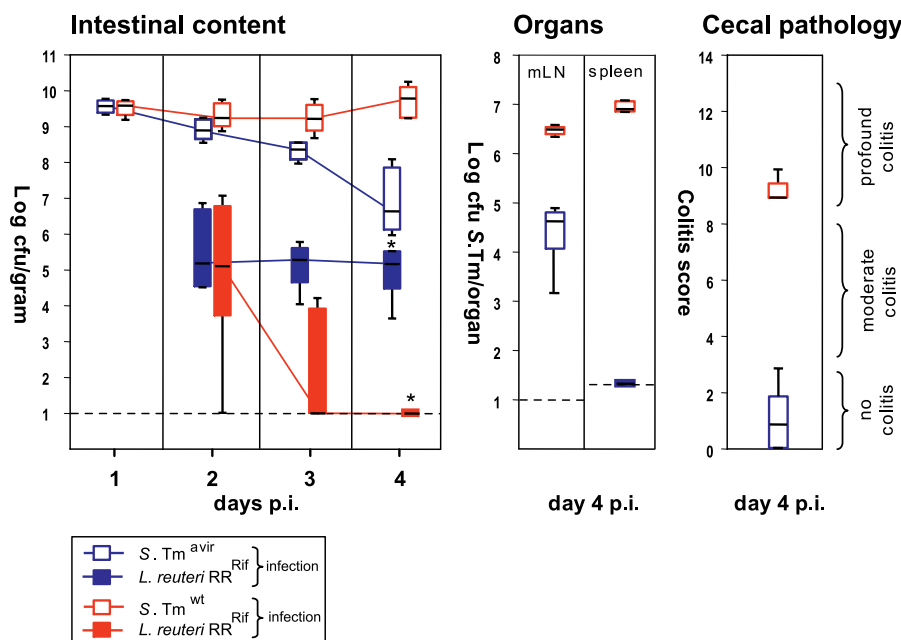 Intestinal content
Organs
Cecal pathology
Log cfu/gram
11
10
9
8
7
6
5
4
3
2
1
*
*
1
2
3
4
days p.i.
Log cfu S.Tm/organ
8
7
6
5
4
3
2
1
mLN
spleen
day 4 p.i.
Colitis score
14
12
10
8
6
4
2
0
day 4 p.i.
profound
colitis
moderate
colitis
no
colitis
S. Tm avir
L. reuteri RR Rif
infection
S. Tm wt
L. reuteri RR Rif
infection